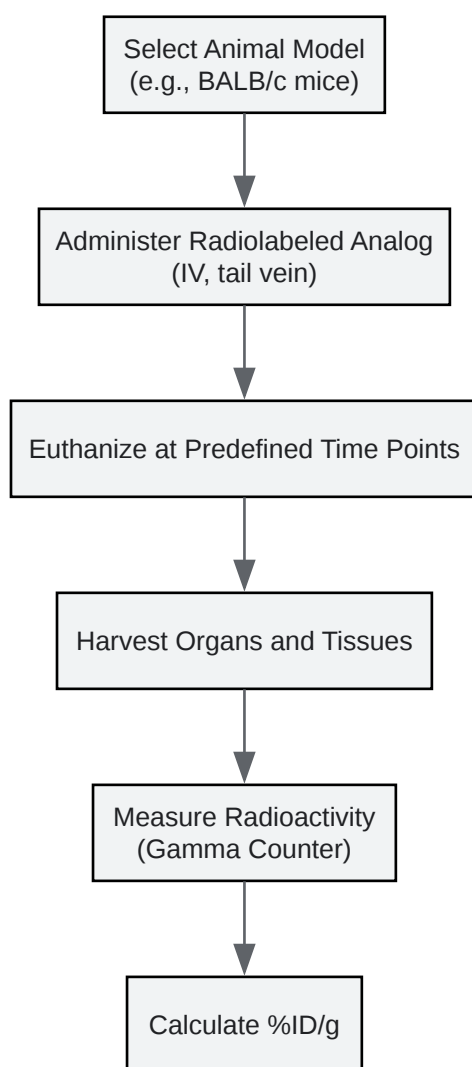 Select Animal Model
(e.g., BALB/c mice)
Administer Radiolabeled Analog
(IV, tail vein)
Euthanize at Predefined Time Points
Harvest Organs and Tissues
Measure Radioactivity
(Gamma Counter)
Calculate %ID/g